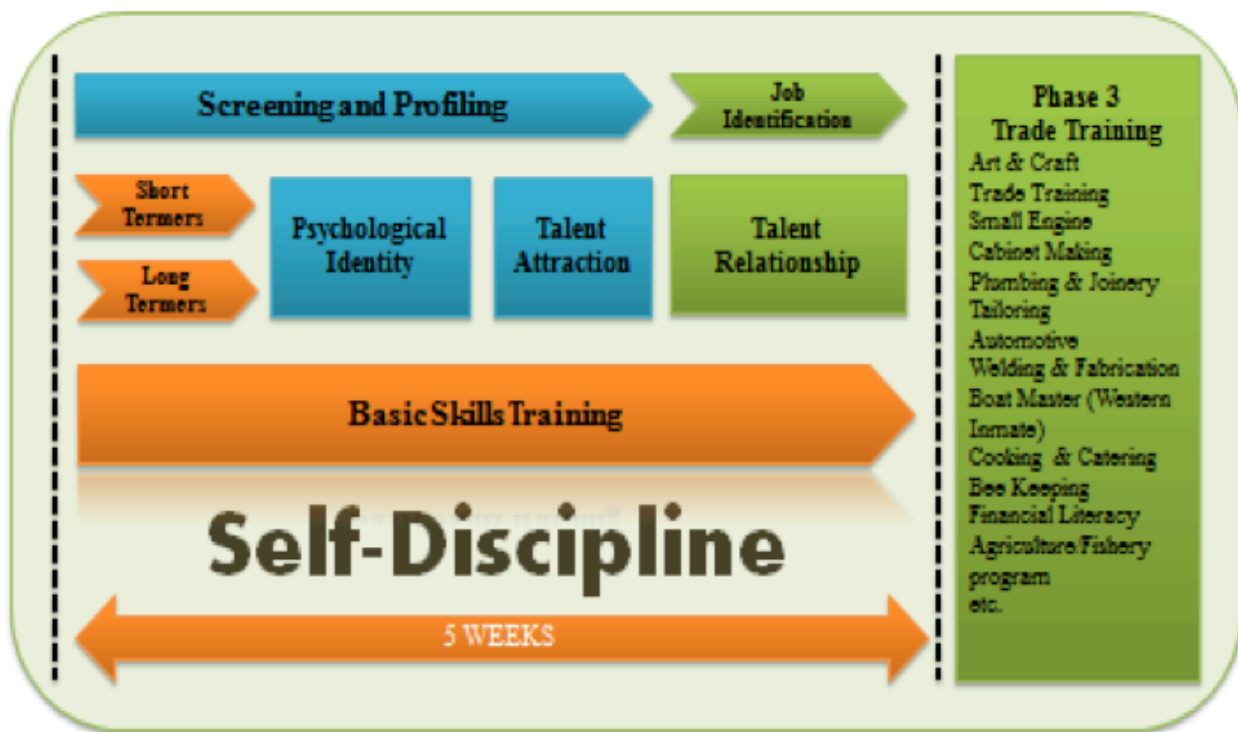 Screening and Profiling
Job
Identification
Short
Termers
Long
Termers
Psychological
Identity
Talent
Attraction
Talent
Relationship
Basic Skills Training
Self-Discipline
5 WEEKS
Phase 3
Trade Training
Art & Craft
Trade Training
Small Engine
Cabinet Making
Plumbing & Joinery
Tailoring
Automotive
Welding & Fabrication
Boat Master (Western
Inmate)
Cooking & Catering
Bee Keeping
Financial Literacy
Agriculture/Fishery
program
etc.